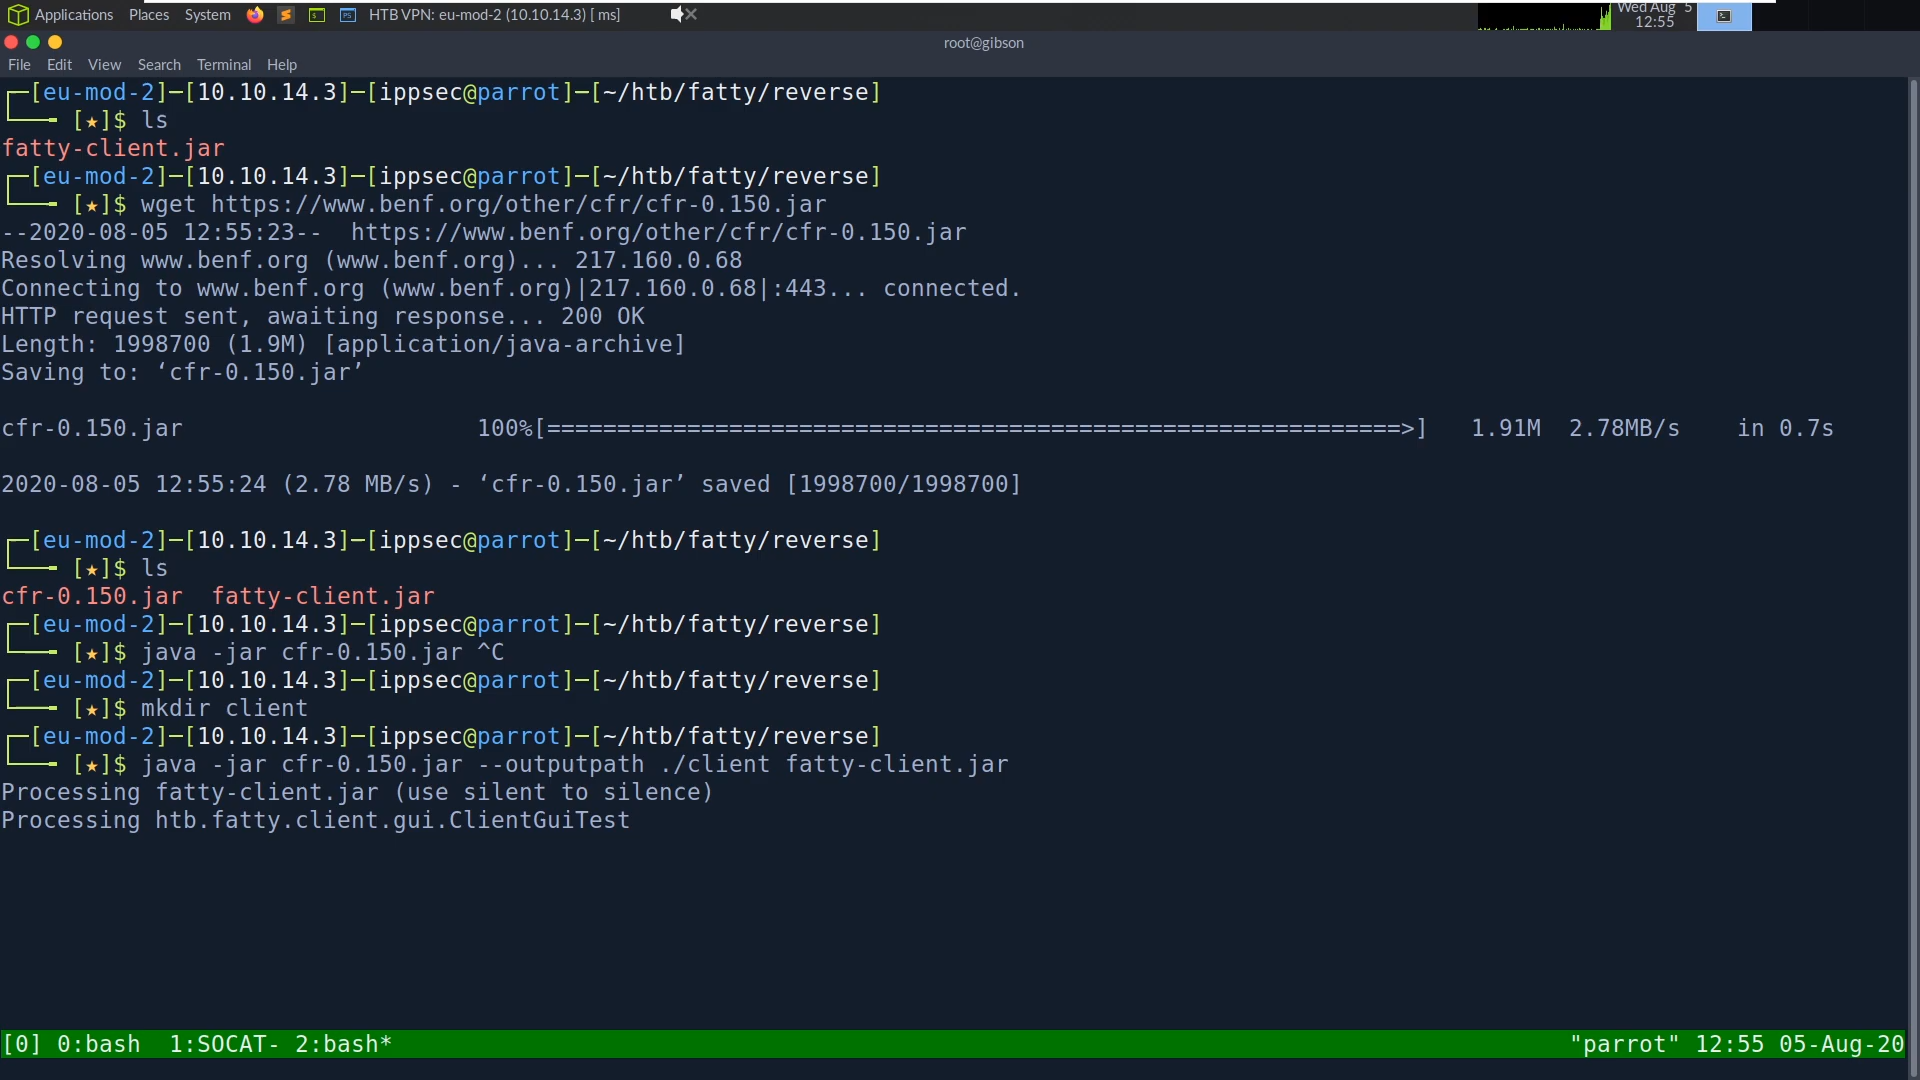 Applications Places System HTB VPN: eu-mod-2 (10.10.14.3) [ ms] Wed Aug 5
12:55
root@gibson
File Edit View Search Terminal Help
┌─[eu-mod-2]─[10.10.14.3]─[ippsec@parrot]─[~/htb/fatty/reverse]
└──╼ [★]$ ls
fatty-client.jar
┌─[eu-mod-2]─[10.10.14.3]─[ippsec@parrot]─[~/htb/fatty/reverse]
└──╼ [★]$ wget https://www.benf.org/other/cfr/cfr-0.150.jar
--2020-08-05 12:55:23--  https://www.benf.org/other/cfr/cfr-0.150.jar
Resolving www.benf.org (www.benf.org)... 217.160.0.68
Connecting to www.benf.org (www.benf.org)|217.160.0.68|:443... connected.
HTTP request sent, awaiting response... 200 OK
Length: 1998700 (1.9M) [application/java-archive]
Saving to: ‘cfr-0.150.jar’
cfr-0.150.jar 100%[=============================================================>] 1.91M 2.78MB/s in 0.7s
2020-08-05 12:55:24 (2.78 MB/s) - ‘cfr-0.150.jar’ saved [1998700/1998700]
┌─[eu-mod-2]─[10.10.14.3]─[ippsec@parrot]─[~/htb/fatty/reverse]
└──╼ [★]$ ls
cfr-0.150.jar  fatty-client.jar
┌─[eu-mod-2]─[10.10.14.3]─[ippsec@parrot]─[~/htb/fatty/reverse]
└──╼ [★]$ java -jar cfr-0.150.jar ^C
┌─[eu-mod-2]─[10.10.14.3]─[ippsec@parrot]─[~/htb/fatty/reverse]
└──╼ [★]$ mkdir client
┌─[eu-mod-2]─[10.10.14.3]─[ippsec@parrot]─[~/htb/fatty/reverse]
└──╼ [★]$ java -jar cfr-0.150.jar --outputpath ./client fatty-client.jar
Processing fatty-client.jar (use silent to silence)
Processing htb.fatty.client.gui.ClientGuiTest
[0] 0:bash  1:SOCAT- 2:bash* "parrot" 12:55 05-Aug-20